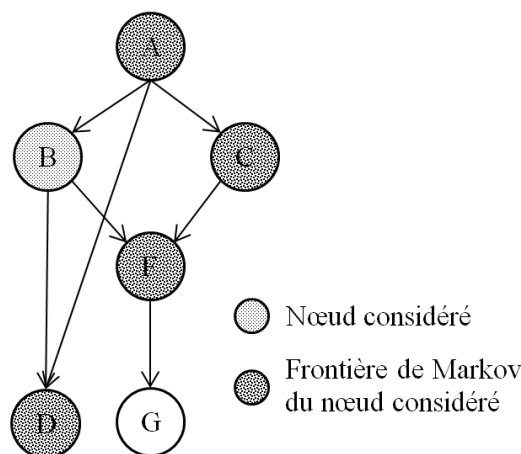 A
B
C
F
Nœud considéré
Frontière de Markov
du nœud considéré
D
G